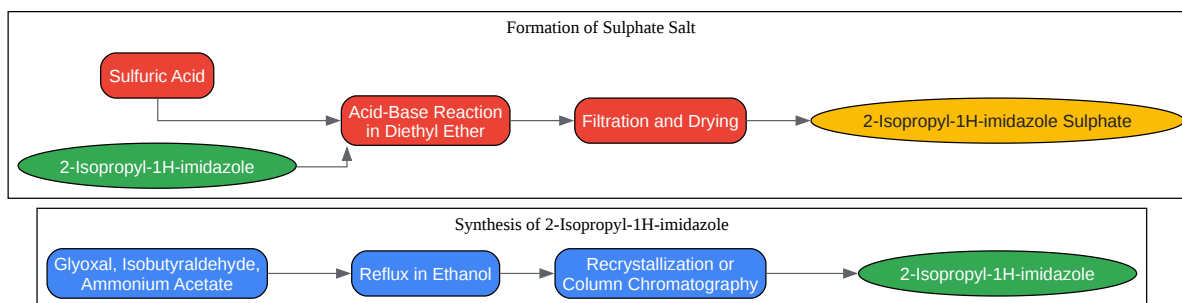 Formation of Sulphate Salt
Sulfuric Acid
Acid-Base Reaction
in Diethyl Ether
Filtration and Drying
2-Isopropyl-1H-imidazole Sulphate
2-Isopropyl-1H-imidazole
Synthesis of 2-Isopropyl-1H-imidazole
Glyoxal, Isobutyraldehyde,
Ammonium Acetate
Reflux in Ethanol
Recrystallization or
Column Chromatography
2-Isopropyl-1H-imidazole